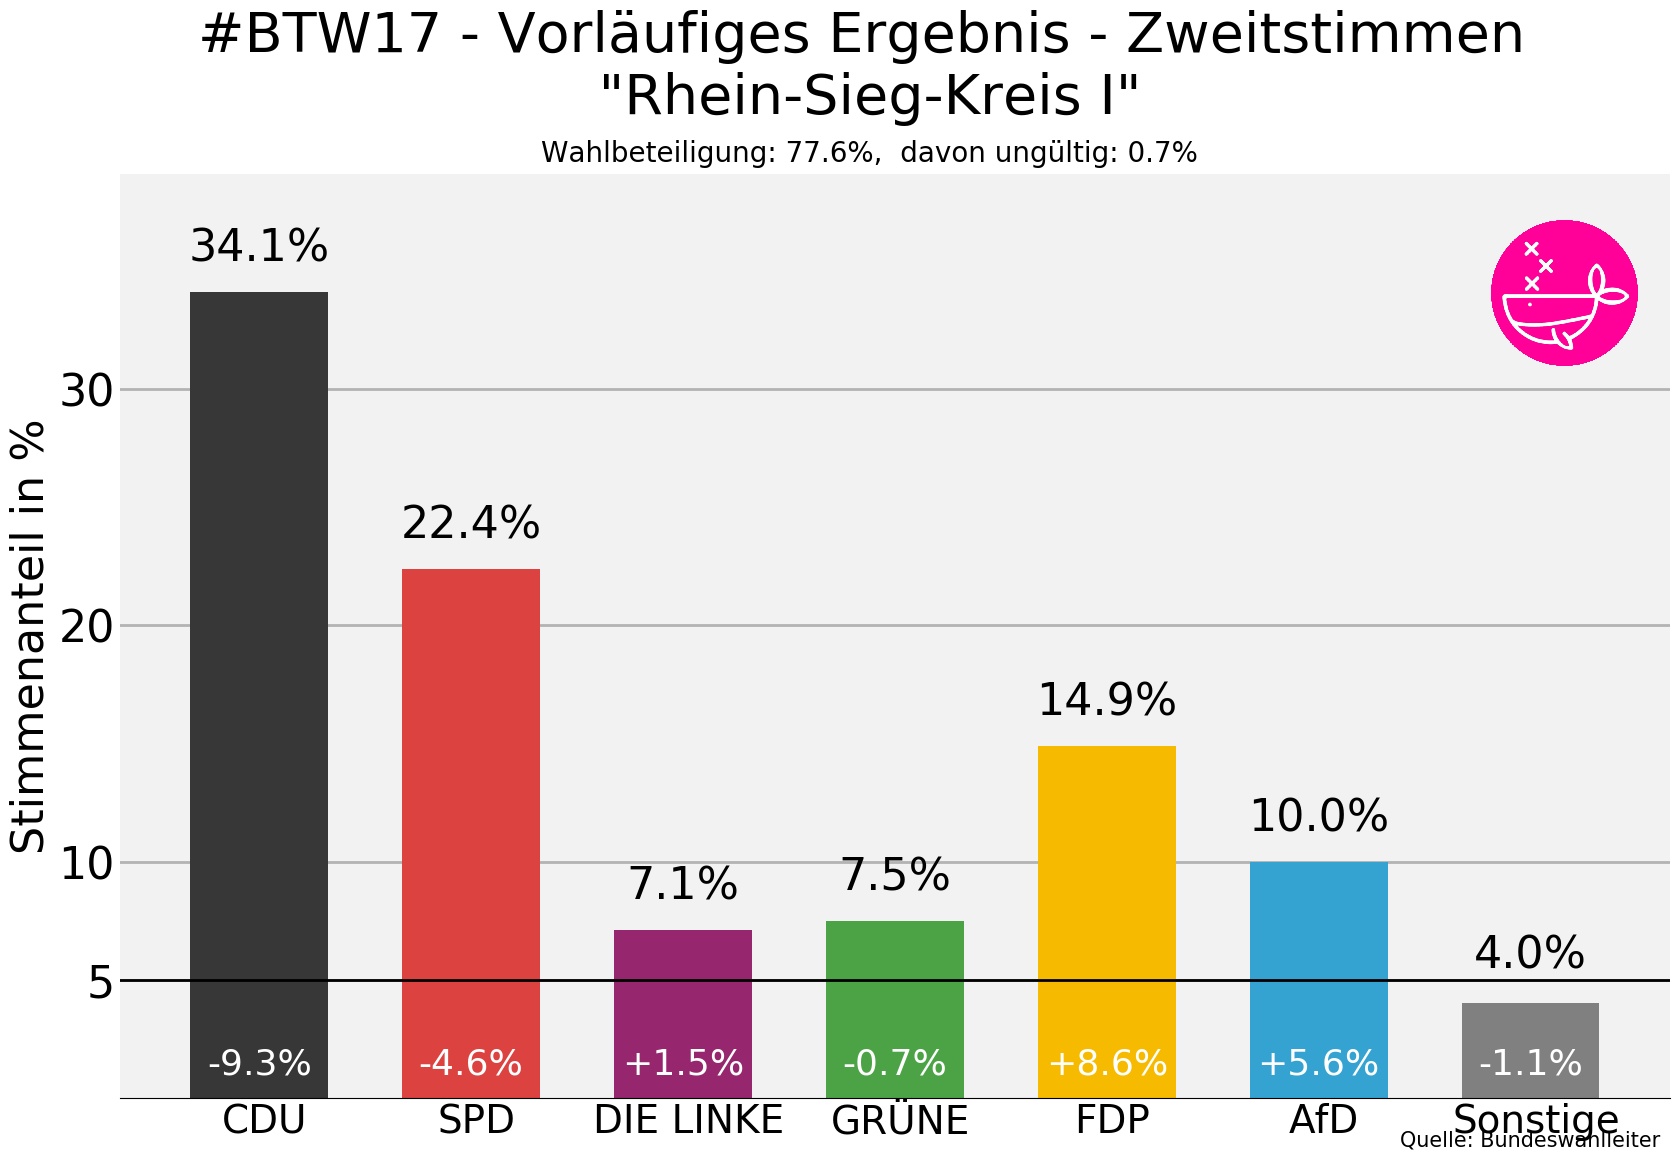 #BTW17 - Vorläufiges Ergebnis - Zweitstimmen
"Rhein-Sieg-Kreis I"
Wahlbeteiligung: 77.6%,  davon ungültig: 0.7%
Stimmenanteil in %
30
20
10
5
34.1%
22.4%
7.1%
7.5%
14.9%
10.0%
4.0%
-9.3%
-4.6%
+1.5%
-0.7%
+8.6%
+5.6%
-1.1%
CDU
SPD
DIE LINKE
GRÜNE
FDP
AfD
Sonstige
Quelle: Bundeswahlleiter